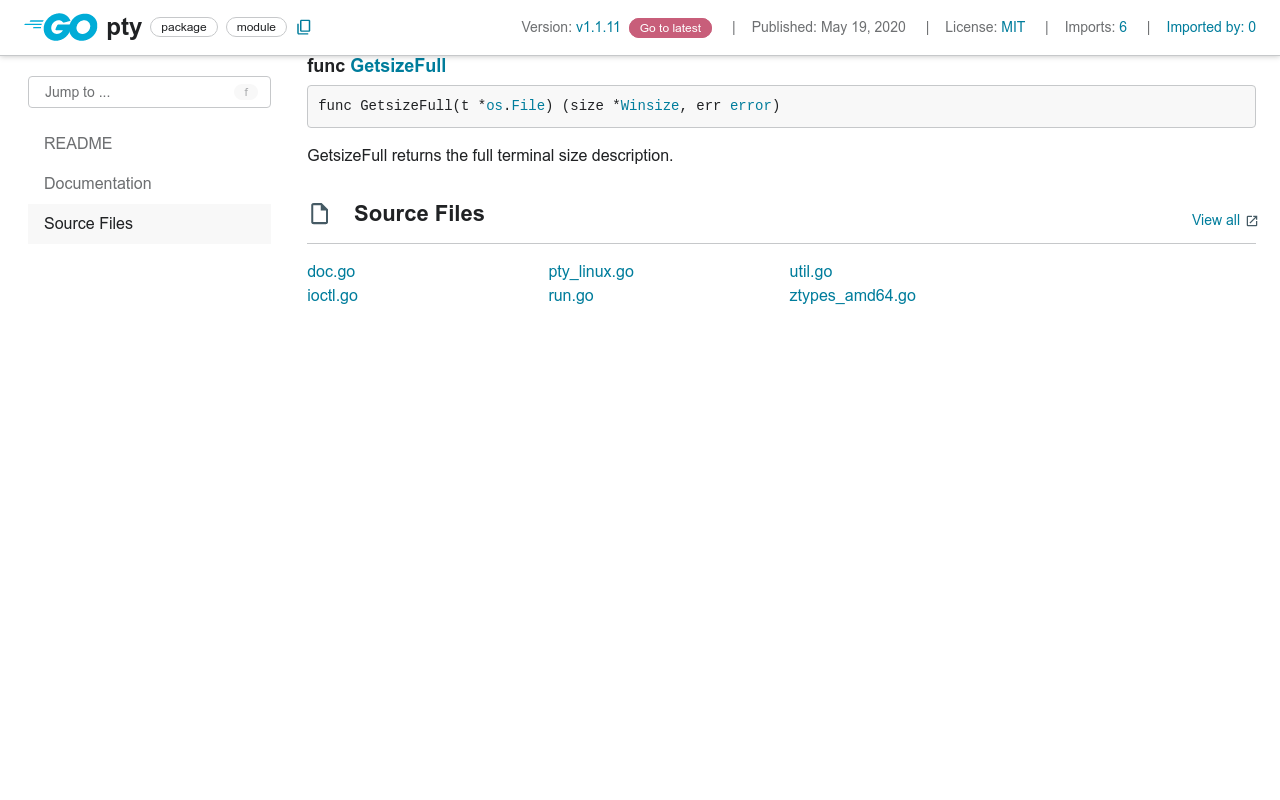 GO pty package module Version: v1.1.11 Go to latest | Published: May 19, 2020 | License: MIT | Imports: 6 | Imported by: 0
func GetsizeFull
Jump to ... f
func GetsizeFull(t *os.File) (size *Winsize, err error)
README
GetsizeFull returns the full terminal size description.
Documentation
Source Files
Source Files View all
doc.go pty_linux.go util.go
ioctl.go run.go ztypes_amd64.go